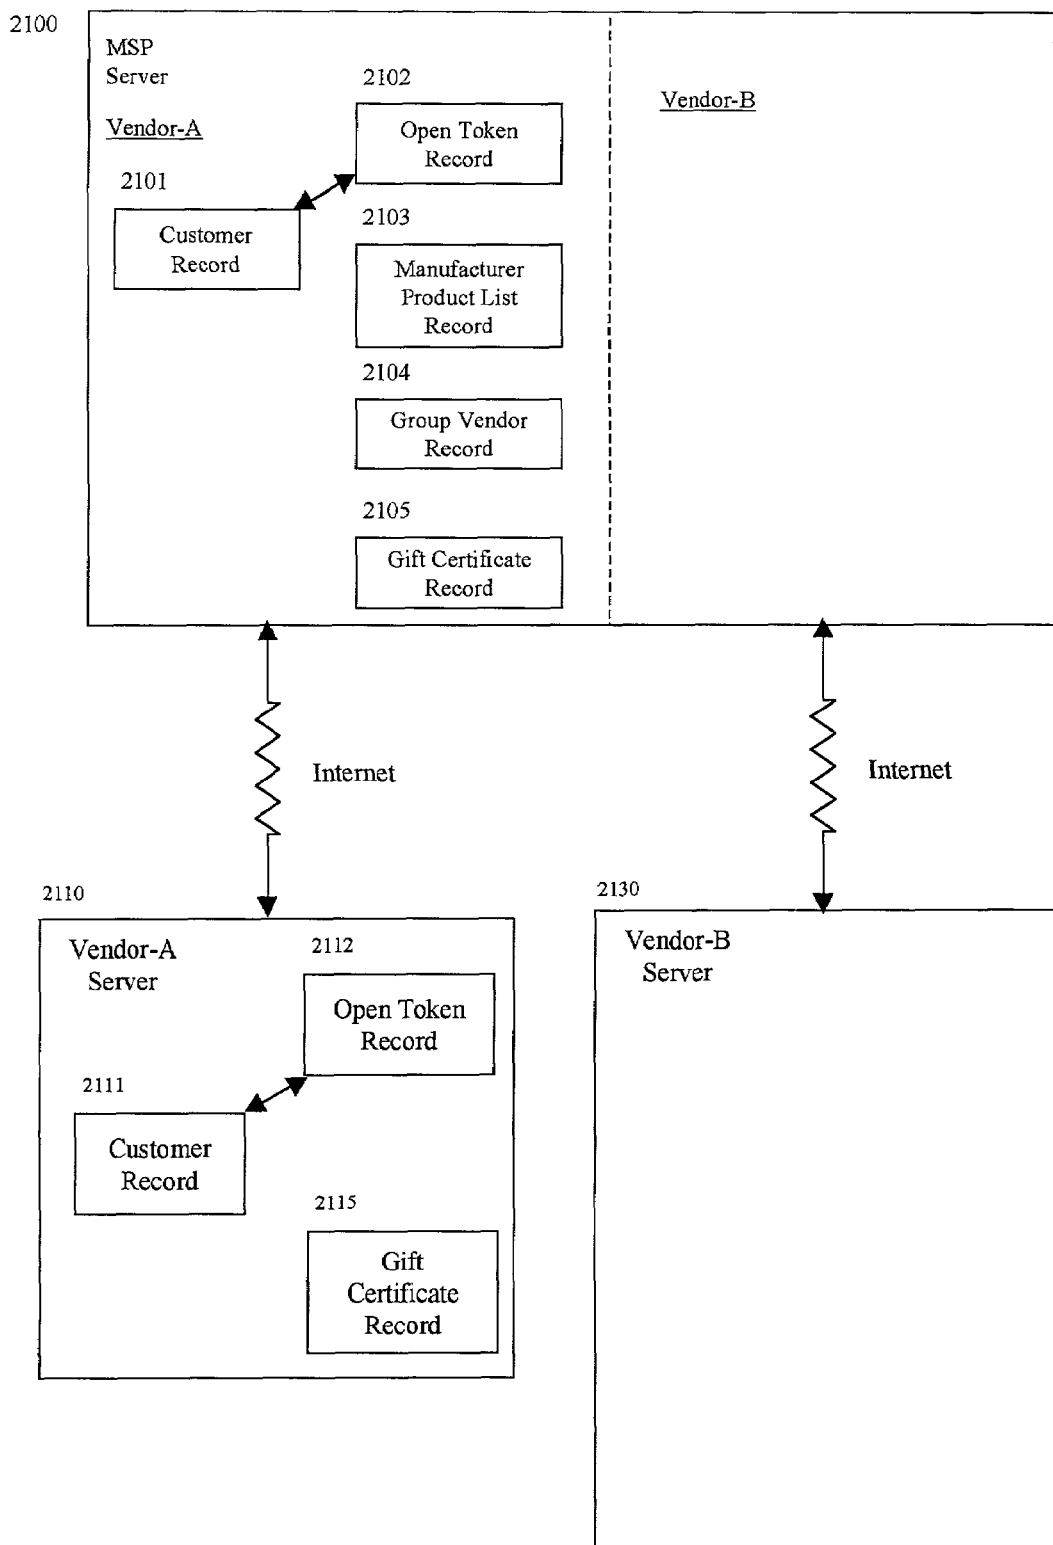 2100
MSP
Server
Vendor-A
2101
Customer
Record
2102
Open Token
Record
2103
Manufacturer
Product List
Record
2104
Group Vendor
Record
2105
Gift Certificate
Record
Vendor-B
Internet
Internet
2110
Vendor-A
Server
2112
Open Token
Record
2111
Customer
Record
2115
Gift
Certificate
Record
2130
Vendor-B
Server